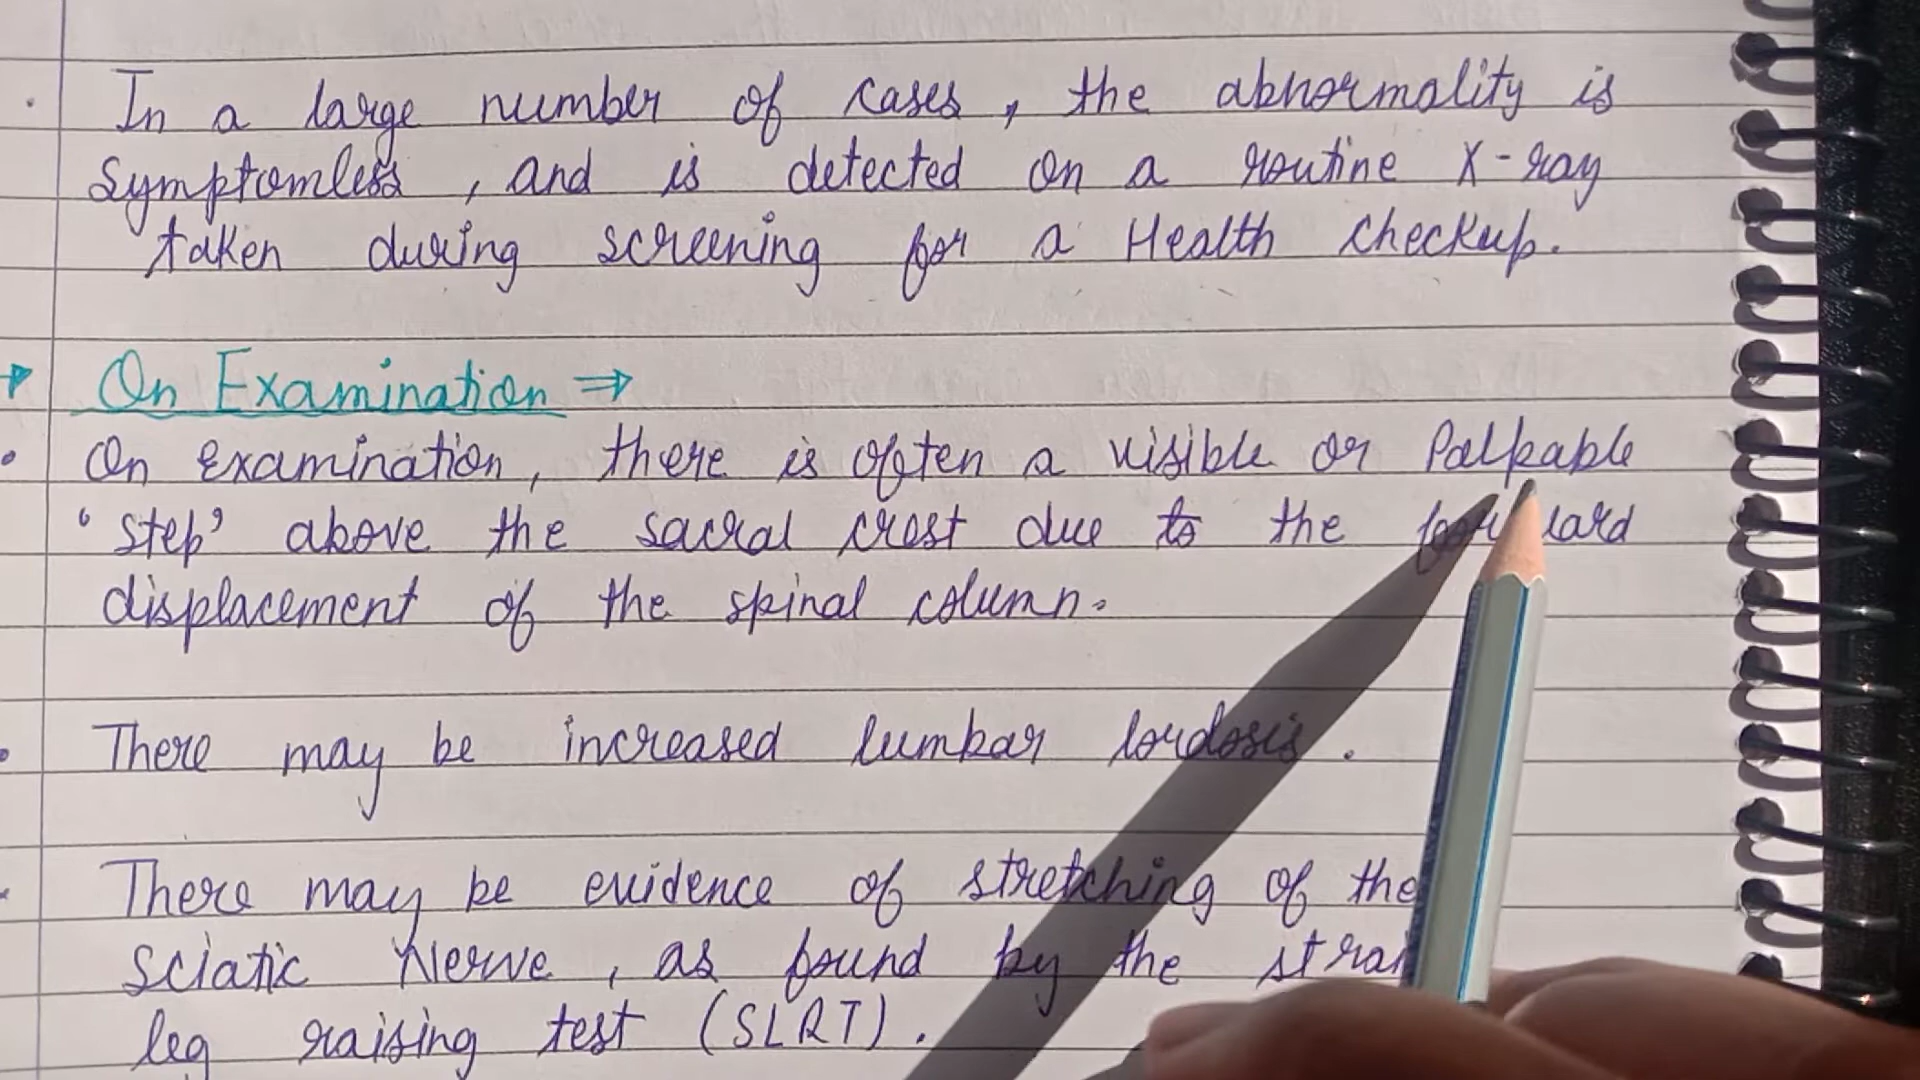 In a large number of cases, the abnormality is
symptomless, and is detected on a routine X-ray
taken during screening for a Health checkup.
On Examination ⇒
On examination, there is often a visible or Palpable
'step' above the sacral crest due to the
displacement of the spinal column.
There may be increased lumbar lordosis.
There may be evidence of stretching of the
sciatic Nerve, as found by the
leg raising test (SLRT).